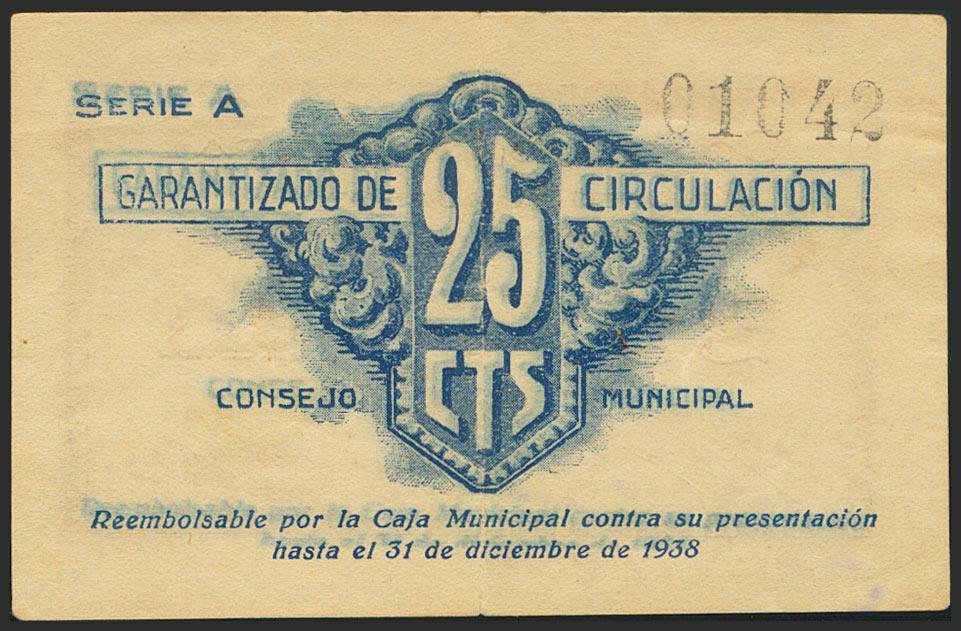 SERIE A
01042
GARANTIZADO DE CIRCULACIÓN
25
CTS
CONSEJO MUNICIPAL
Reembolsable por la Caja Municipal contra su presentación
hasta el 31 de diciembre de 1938